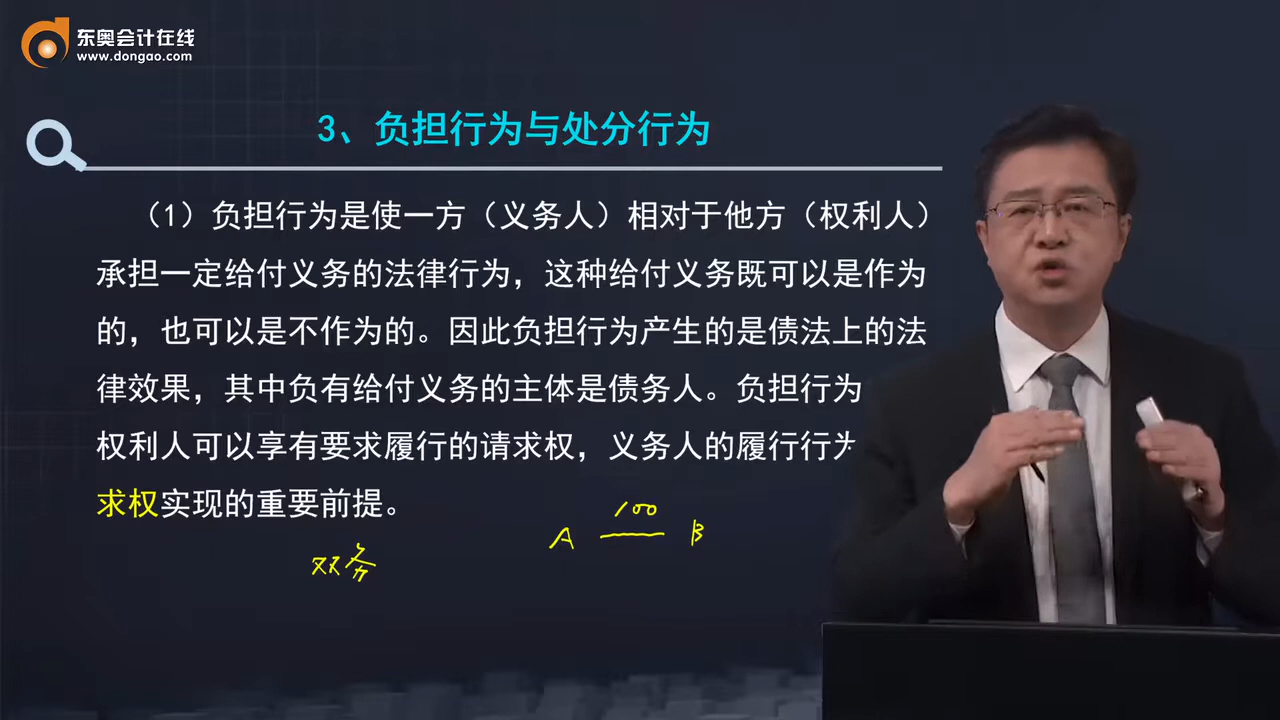 东奥会计在线
www.dongao.com
3、负担行为与处分行为
（1）负担行为是使一方（义务人）相对于他方（权利人）
承担一定给付义务的法律行为，这种给付义务既可以是作为
的，也可以是不作为的。因此负担行为产生的是债法上的法
律效果，其中负有给付义务的主体是债务人。负担行为
权利人可以享有要求履行的请求权，义务人的履行行为
求权实现的重要前提。
100
A B
双务